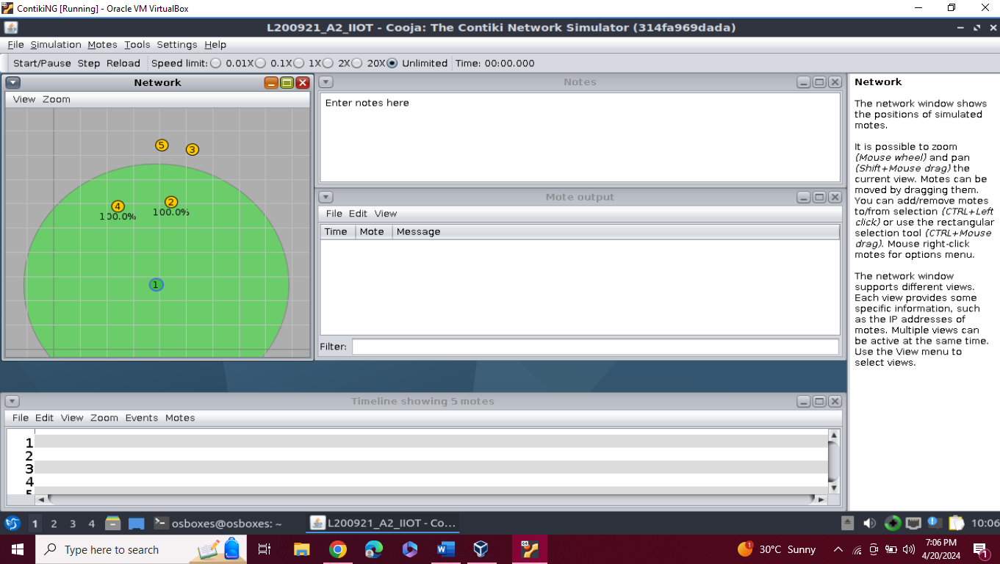 ContikiNG [Running] - Oracle VM VirtualBox
L200921_A2_IIOT - Cooja: The Contiki Network Simulator (314fa969dada)
File Simulation Motes Tools Settings Help
Start/Pause Step Reload Speed limit: 0.01X 0.1X 1X 2X 20X Unlimited Time: 00:00.000
Network
View Zoom
5
3
4
2
100.0%
100.0%
1
Notes
Enter notes here
Mote output
File Edit View
Time Mote Message
Filter:
Network
The network window shows
the positions of simulated
motes.
It is possible to zoom
(Mouse wheel) and pan
(Shift+Mouse drag) the
current view. Motes can be
moved by dragging them.
You can add/remove motes
to/from selection (CTRL+Left
click) or use the rectangular
selection tool (CTRL+Mouse
drag). Mouse right-click
motes for options menu.
The network window
supports different views.
Each view provides some
specific information, such
as the IP addresses of
motes. Multiple views can
be active at the same time.
Use the View menu to
select views.
Timeline showing 5 motes
File Edit View Zoom Events Motes
1
2
3
4
5
1 2 3 4 osboxes@osboxes: ~ L200921_A2_IIOT - Co... 10:06
Type here to search 30°C Sunny 7:06 PM
4/20/2024
1